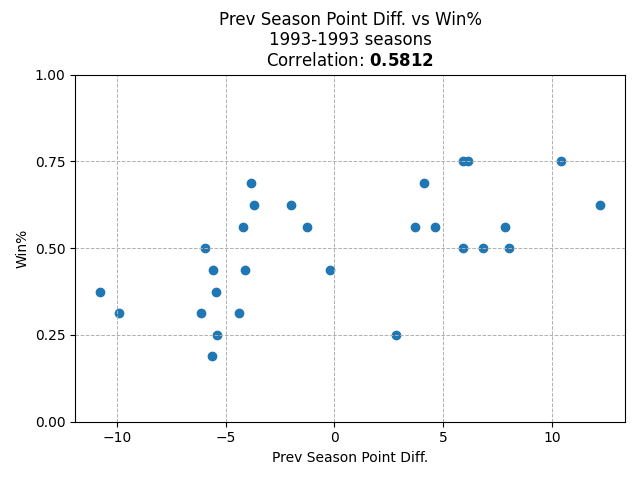 Prev Season Point Diff. vs Win%
1993-1993 seasons
Correlation: 0.5812
1.00
0.75
0.50
0.25
0.00
Win%
−10
−5
0
5
10
Prev Season Point Diff.